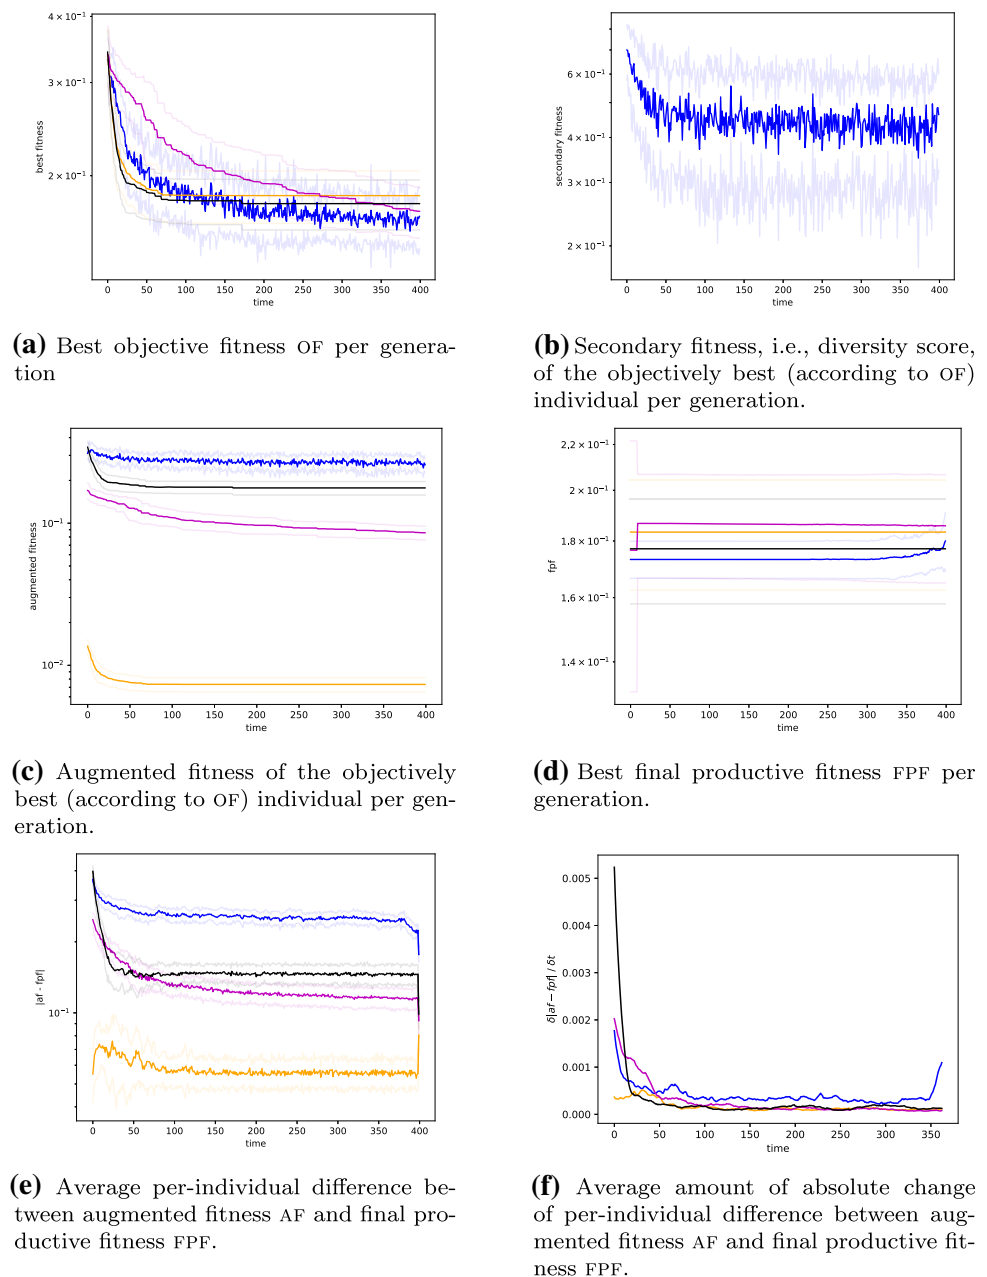 4 × 10⁻¹
3 × 10⁻¹
2 × 10⁻¹
best fitness
0 50 100 150 200 250 300 350 400
time
6 × 10⁻¹
4 × 10⁻¹
3 × 10⁻¹
2 × 10⁻¹
secondary fitness
0 50 100 150 200 250 300 350 400
time
(a) Best objective fitness OF per genera-
tion
(b) Secondary fitness, i.e., diversity score,
of the objectively best (according to OF)
individual per generation.
10⁻¹
10⁻²
augmented fitness
0 50 100 150 200 250 300 350 400
time
2,2 × 10⁻¹
2 × 10⁻¹
1.8 × 10⁻¹
1.6 × 10⁻¹
1.4 × 10⁻¹
fpf
0 50 100 150 200 250 300 350 400
time
(c) Augmented fitness of the objectively
best (according to OF) individual per gen-
eration.
(d) Best final productive fitness FPF per
generation.
10⁻¹
|af - fpf|
0 50 100 150 200 250 300 350 400
time
0.005
0.004
0.003
0.002
0.001
0.000
δ|af − fpf| / δt
0 50 100 150 200 250 300 350
time
(e) Average per-individual difference be-
tween augmented fitness AF and final pro-
ductive fitness FPF.
(f) Average amount of absolute change
of per-individual difference between aug-
mented fitness AF and final productive fit-
ness FPF.